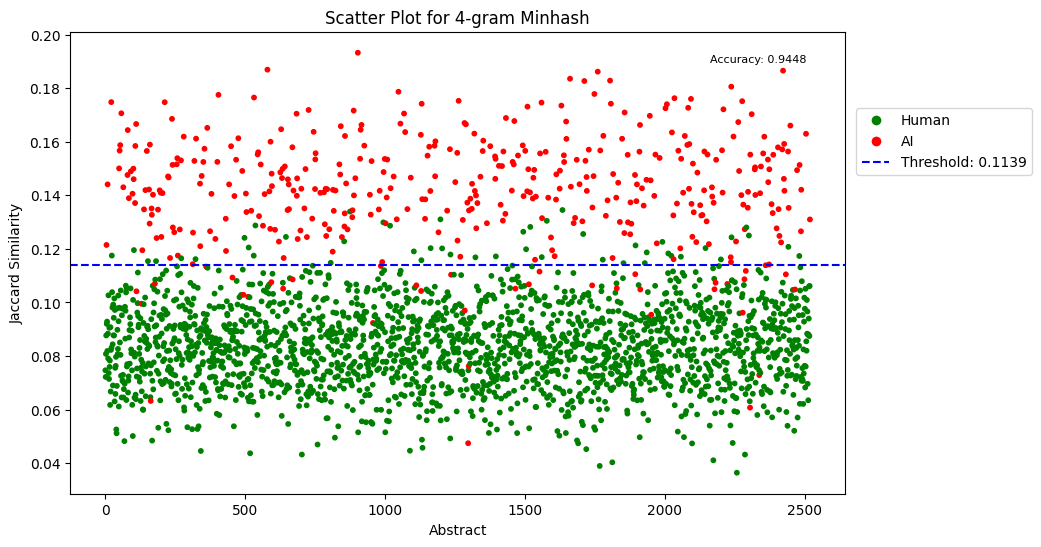 Scatter Plot for 4-gram Minhash
Accuracy: 0.9448
Human
AI
Threshold: 0.1139
Jaccard Similarity
0.20
0.18
0.16
0.14
0.12
0.10
0.08
0.06
0.04
0
500
1000
1500
2000
2500
Abstract